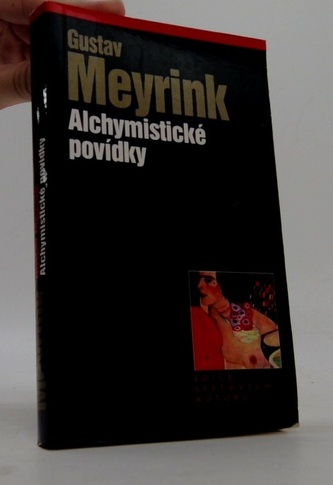 Gustav
Meyrink
Alchymistické
povídky
Alchymistické povídky